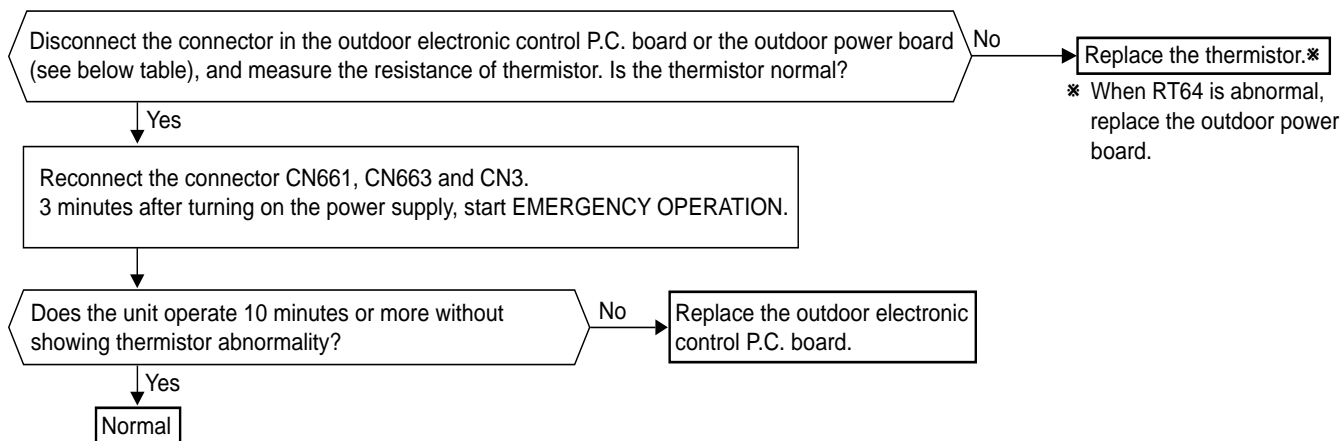 Disconnect the connector in the outdoor electronic control P.C. board or the outdoor power board
(see below table), and measure the resistance of thermistor. Is the thermistor normal?
No
Replace the thermistor.※
※ When RT64 is abnormal,
replace the outdoor power
board.
Yes
Reconnect the connector CN661, CN663 and CN3.
3 minutes after turning on the power supply, start EMERGENCY OPERATION.
Does the unit operate 10 minutes or more without
showing thermistor abnormality?
No
Replace the outdoor electronic
control P.C. board.
Yes
Normal